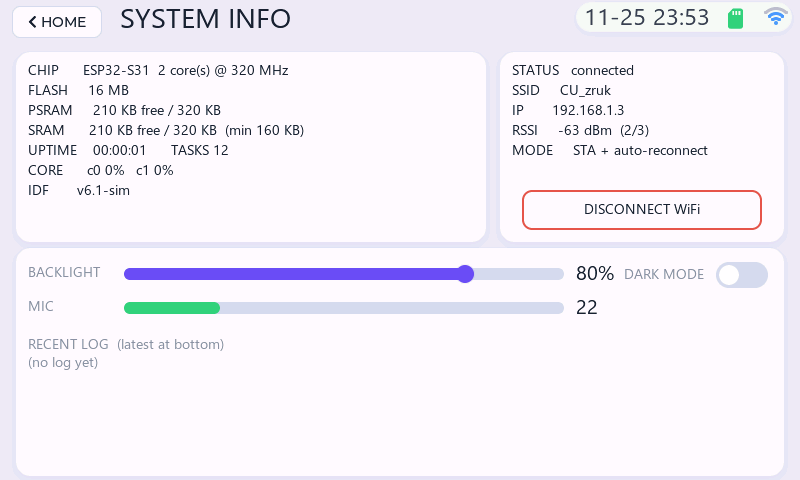 HOME
SYSTEM INFO
11-25 23:53
CHIP ESP32-S31 2 core(s) @ 320 MHz
FLASH 16 MB
PSRAM 210 KB free / 320 KB
SRAM 210 KB free / 320 KB (min 160 KB)
UPTIME 00:00:01 TASKS 12
CORE c0 0% c1 0%
IDF v6.1-sim
STATUS connected
SSID CU_zruk
IP 192.168.1.3
RSSI -63 dBm (2/3)
MODE STA + auto-reconnect
DISCONNECT WiFi
BACKLIGHT 80% DARK MODE
MIC 22
RECENT LOG (latest at bottom)
(no log yet)